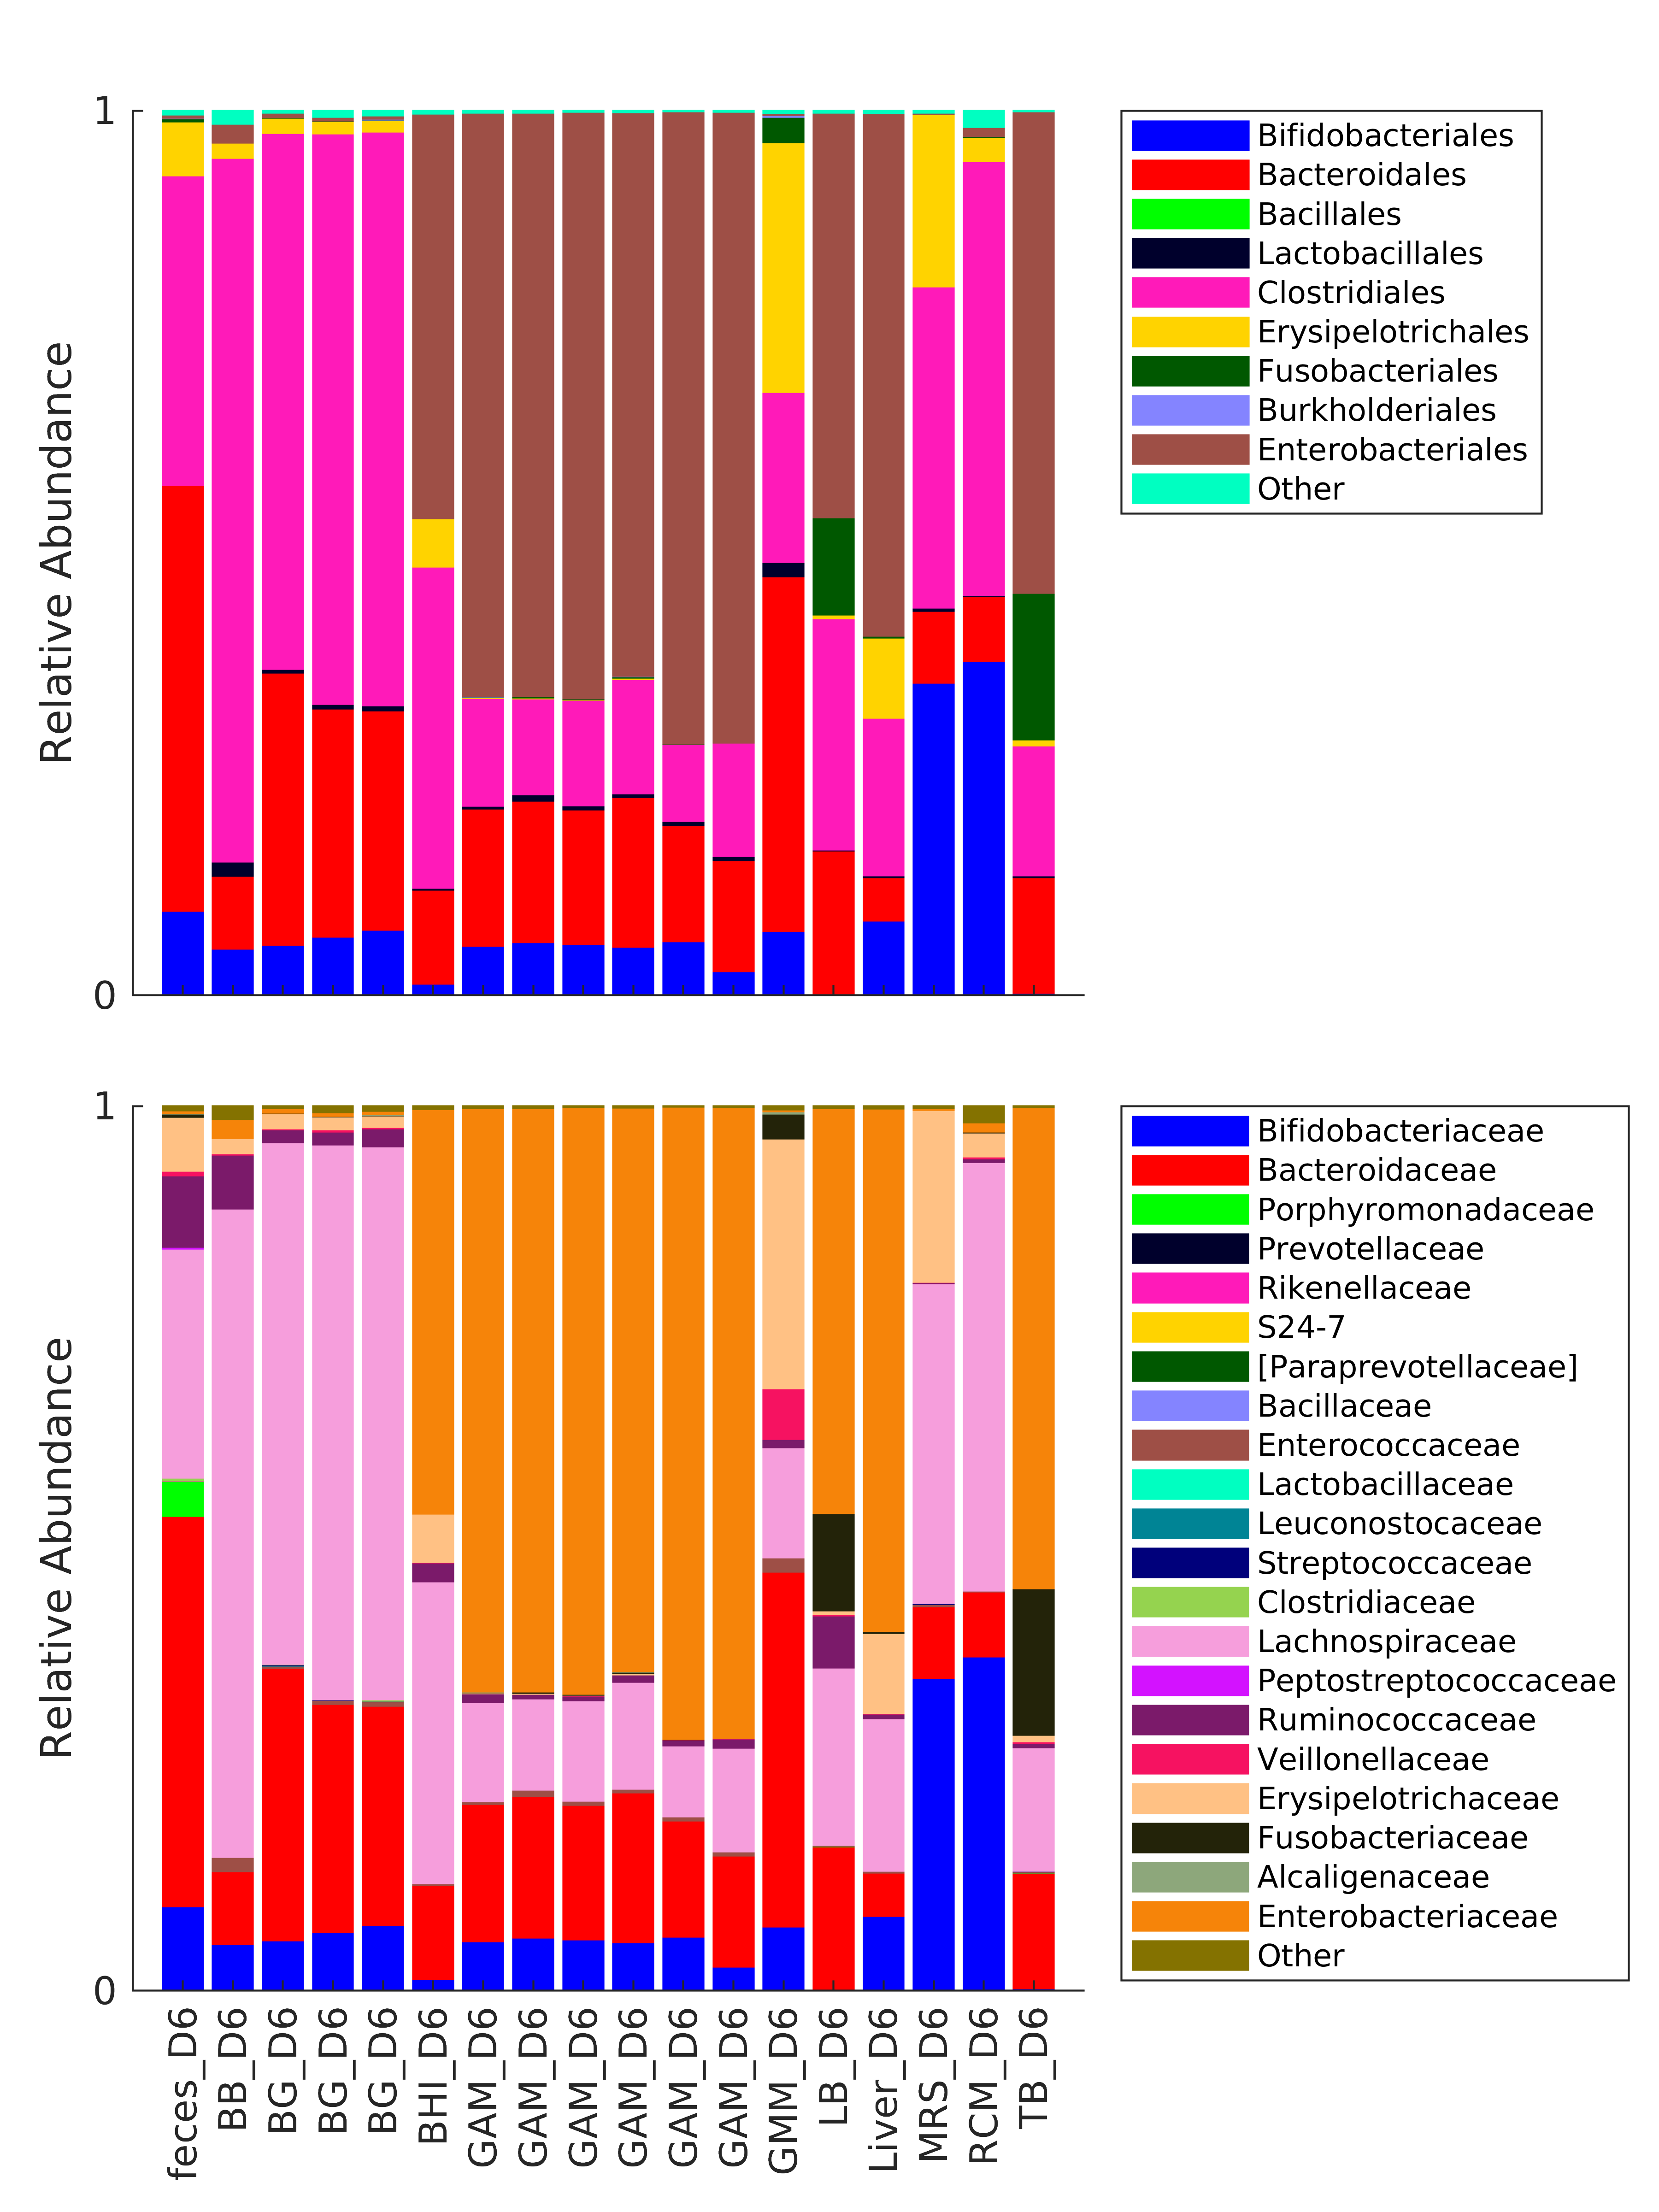 1
0
Relative Abundance
Bifidobacteriales
Bacteroidales
Bacillales
Lactobacillales
Clostridiales
Erysipelotrichales
Fusobacteriales
Burkholderiales
Enterobacteriales
Other
1
0
Relative Abundance
Bifidobacteriaceae
Bacteroidaceae
Porphyromonadaceae
Prevotellaceae
Rikenellaceae
S24-7
[Paraprevotellaceae]
Bacillaceae
Enterococcaceae
Lactobacillaceae
Leuconostocaceae
Streptococcaceae
Clostridiaceae
Lachnospiraceae
Peptostreptococcaceae
Ruminococcaceae
Veillonellaceae
Erysipelotrichaceae
Fusobacteriaceae
Alcaligenaceae
Enterobacteriaceae
Other
feces_D6
BB_D6
BG_D6
BG_D6
BG_D6
BHI_D6
GAM_D6
GAM_D6
GAM_D6
GAM_D6
GAM_D6
GAM_D6
GMM_D6
LB_D6
Liver_D6
MRS_D6
RCM_D6
TB_D6